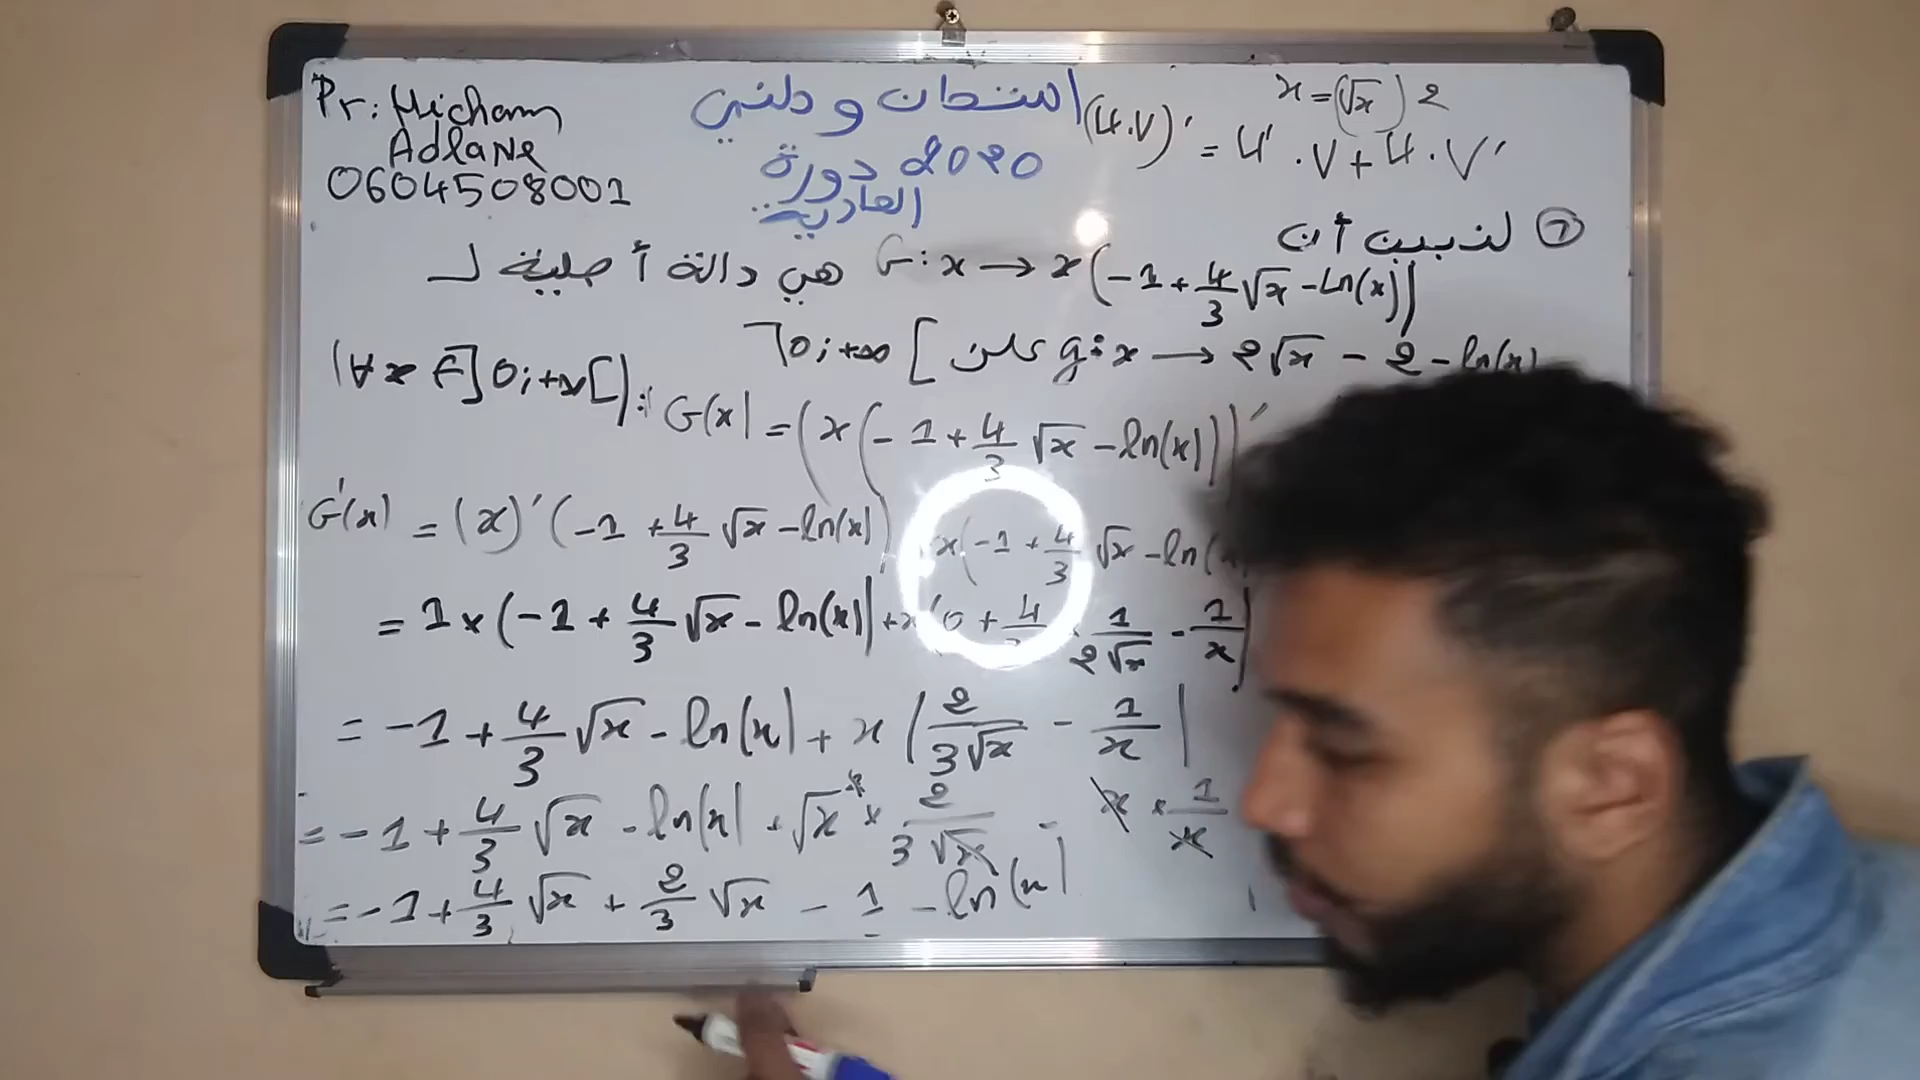 Pr: Hicham
AdlaNe
0604508001
امتحان وطني
2020 دورة
العادية
x = (√x)2
(U.V)' = U'.V + U.V'
⑦ لنبين أن
G: x → x(-1 + 4/3 √x - ln(x)) هي دالة أصلية لـ
g: x → 2√x - 2 - ln(x) على ]0;+∞[
(∀x ∈ ]0;+∞[): G(x) = (x(-1 + 4/3 √x - ln(x)))'
G'(x) = (x)'(-1 + 4/3 √x - ln(x)) x(-1 + 4/3 √x - ln(
= 1 × (-1 + 4/3 √x - ln(x)) + x(0 + 4 . 1/2√x - 1/x)
= -1 + 4/3 √x - ln(x) + x(2/3√x - 1/x)
= -1 + 4/3 √x - ln(x) + √x × 2/3√x - x × 1/x
= -1 + 4/3 √x + 2/3 √x - 1 - ln(x)